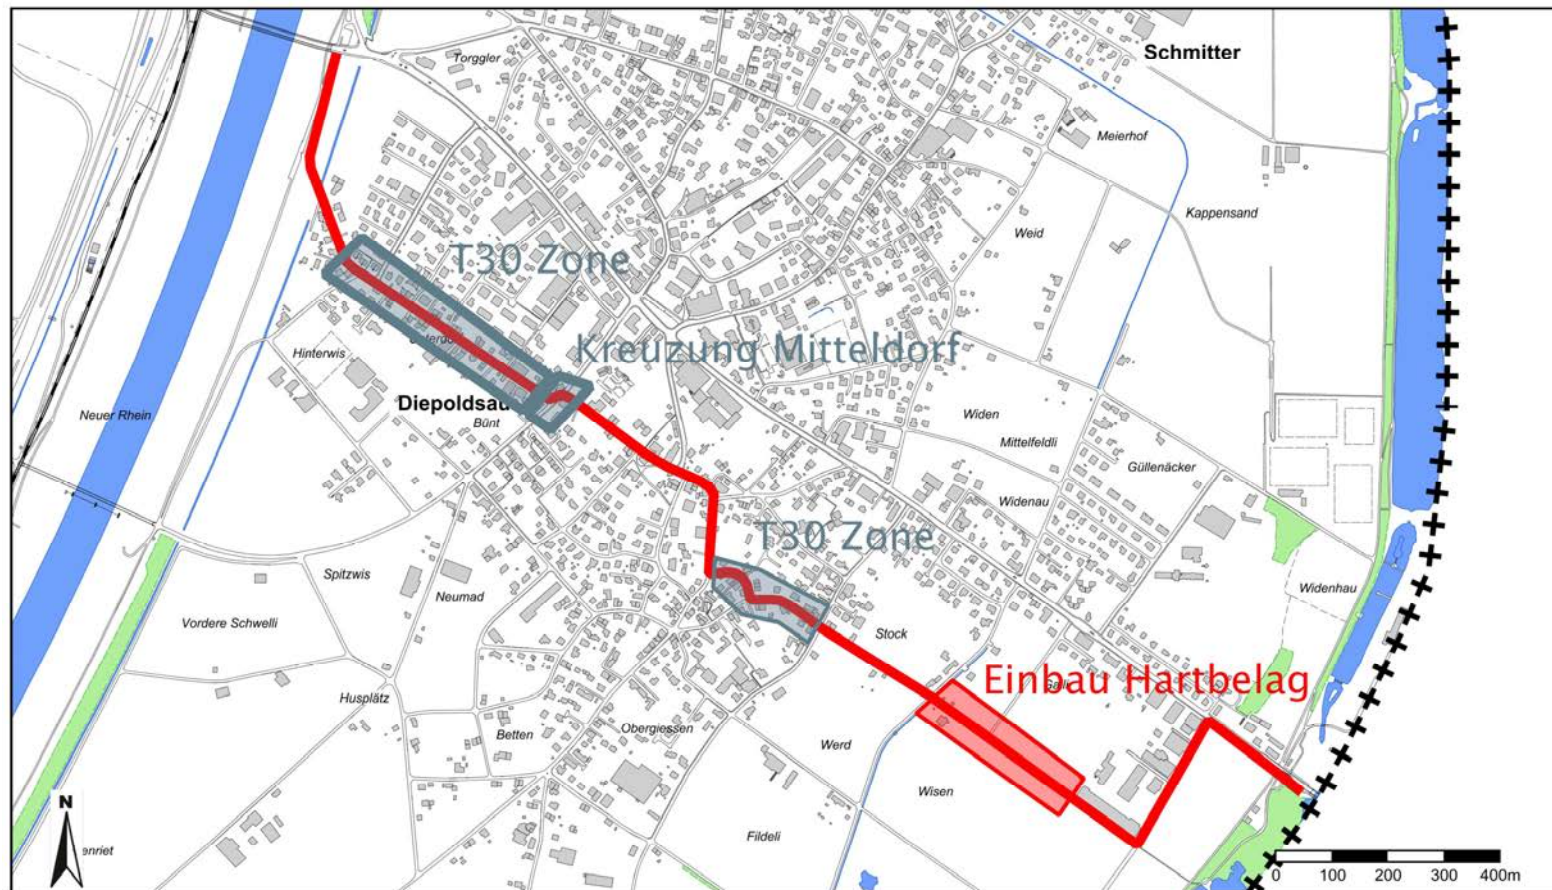 Schmitter
Torggler
Meierhof
Kappensand
Weid
T30 Zone
Hinterwis
Kreuzung Mitteldorf
Diepoldsau
Bünt
Neuer Rhein
Widen
Mittelfeldli
Güllenäcker
Widenau
T30 Zone
Spitzwis
Neumad
Widenhau
Vordere Schwelli
Stock
Einbau Hartbelag
Husplätz
Obergiessen
Betten
Werd
Wisen
N
Fildeli
enriet
0 100 200 300 400m